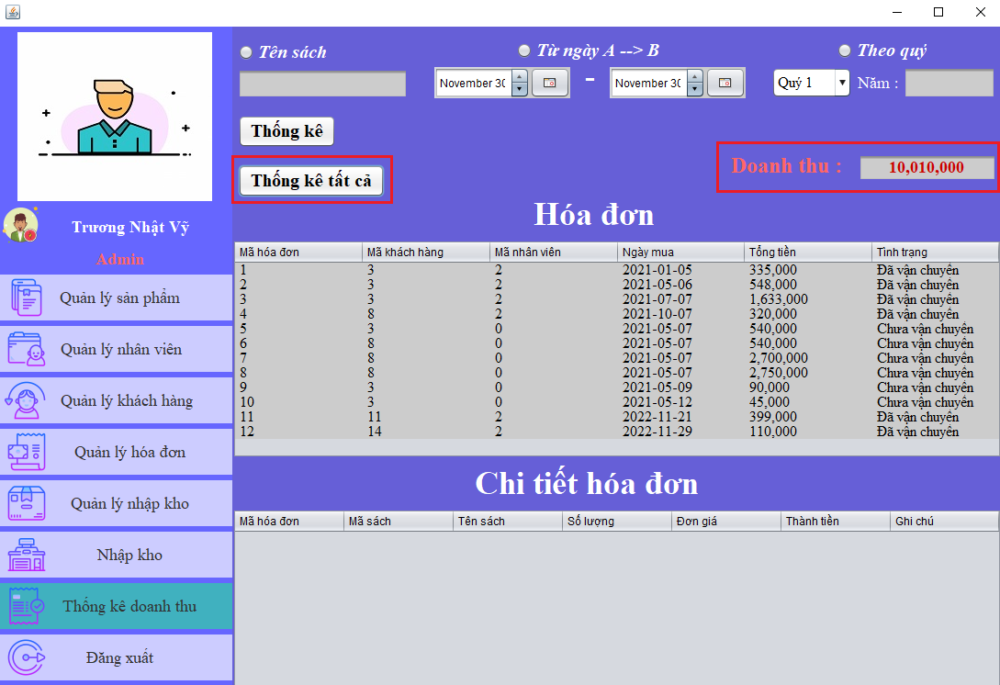 Tên sách
Từ ngày A --> B
Theo quý
November 30
-
November 30
Quý 1
Năm :
Thống kê
Thống kê tất cả
Doanh thu :
10,010,000
Trương Nhật Vỹ
Admin
Quản lý sản phẩm
Quản lý nhân viên
Quản lý khách hàng
Quản lý hóa đơn
Quản lý nhập kho
Nhập kho
Thống kê doanh thu
Đăng xuất
Hóa đơn
Mã hóa đơn Mã khách hàng Mã nhân viên Ngày mua Tổng tiền Tình trạng
1 3 2 2021-01-05 335,000 Đã vận chuyển
2 3 2 2021-05-06 548,000 Đã vận chuyển
3 3 2 2021-07-07 1,633,000 Đã vận chuyển
4 8 2 2021-10-07 320,000 Đã vận chuyển
5 3 0 2021-05-07 540,000 Chưa vận chuyển
6 8 0 2021-05-07 540,000 Chưa vận chuyển
7 8 0 2021-05-07 2,700,000 Chưa vận chuyển
8 8 0 2021-05-07 2,750,000 Chưa vận chuyển
9 3 0 2021-05-09 90,000 Chưa vận chuyển
10 3 0 2021-05-12 45,000 Chưa vận chuyển
11 11 2 2022-11-21 399,000 Đã vận chuyển
12 14 2 2022-11-29 110,000 Đã vận chuyển
Chi tiết hóa đơn
Mã hóa đơn Mã sách Tên sách Số lượng Đơn giá Thành tiền Ghi chú